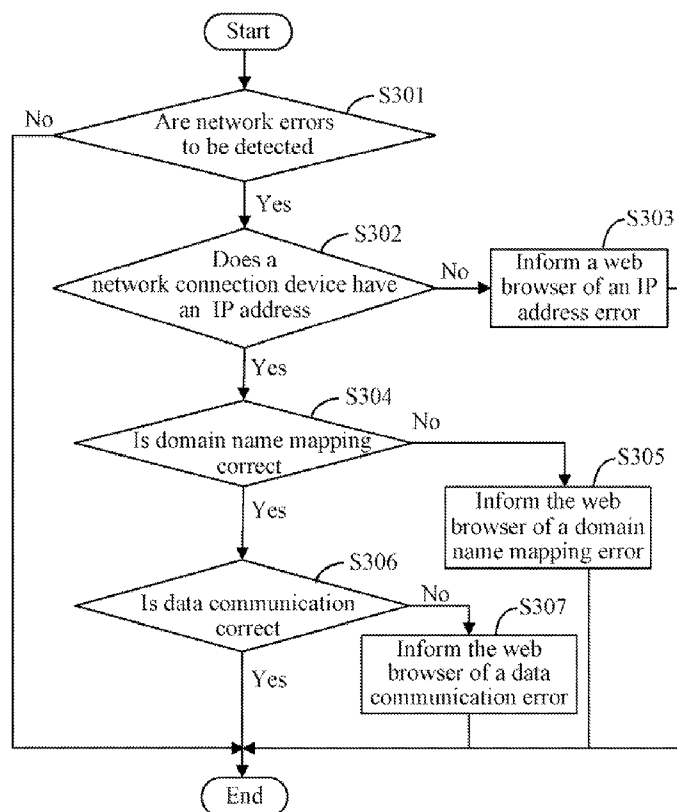 Start
S301
No
Are network errors
to be detected
Yes
S302
S303
Does a
network connection device have
an IP address
No
Inform a web
browser of an IP
address error
Yes
S304
No
Is domain name mapping
correct
S305
Inform the web
browser of a domain
name mapping error
Yes
S306
No
Is data communication
correct
S307
Inform the web
browser of a data
communication error
Yes
End